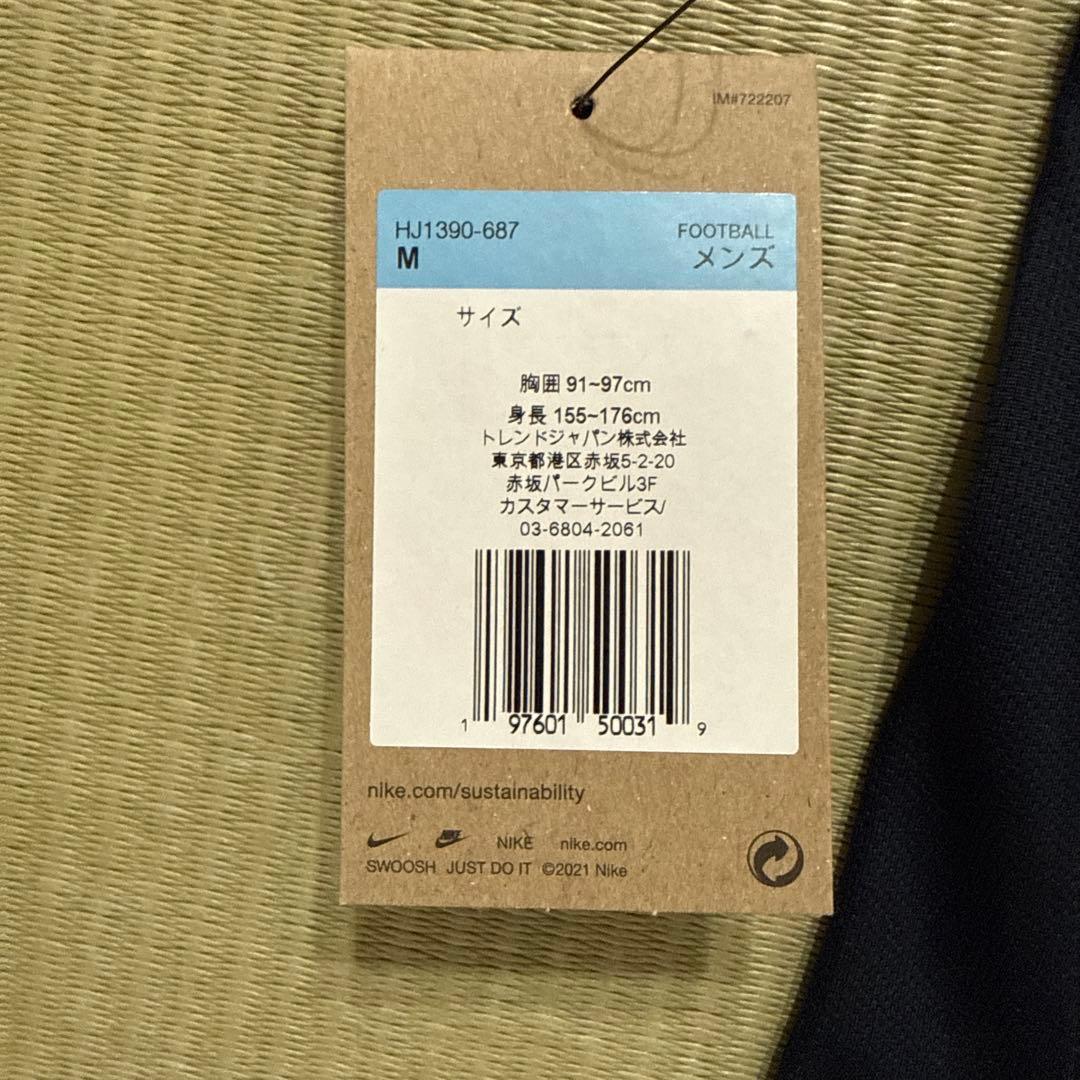 IM#722207
HJ1390-687
FOOTBALL
M
メンズ
サイズ
胸囲 91~97cm
身長 155~176cm
トレンドジャパン株式会社
東京都港区赤坂5-2-20
赤坂パークビル3F
カスタマーサービス/
03-6804-2061
1 97601 50031 9
nike.com/sustainability
NIKE NIKE nike.com
SWOOSH JUST DO IT ©2021 Nike